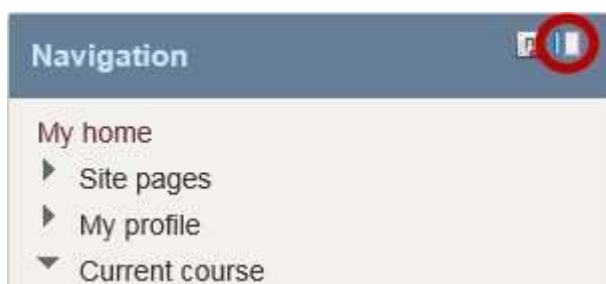 Navigation
My home
Site pages
My profile
Current course